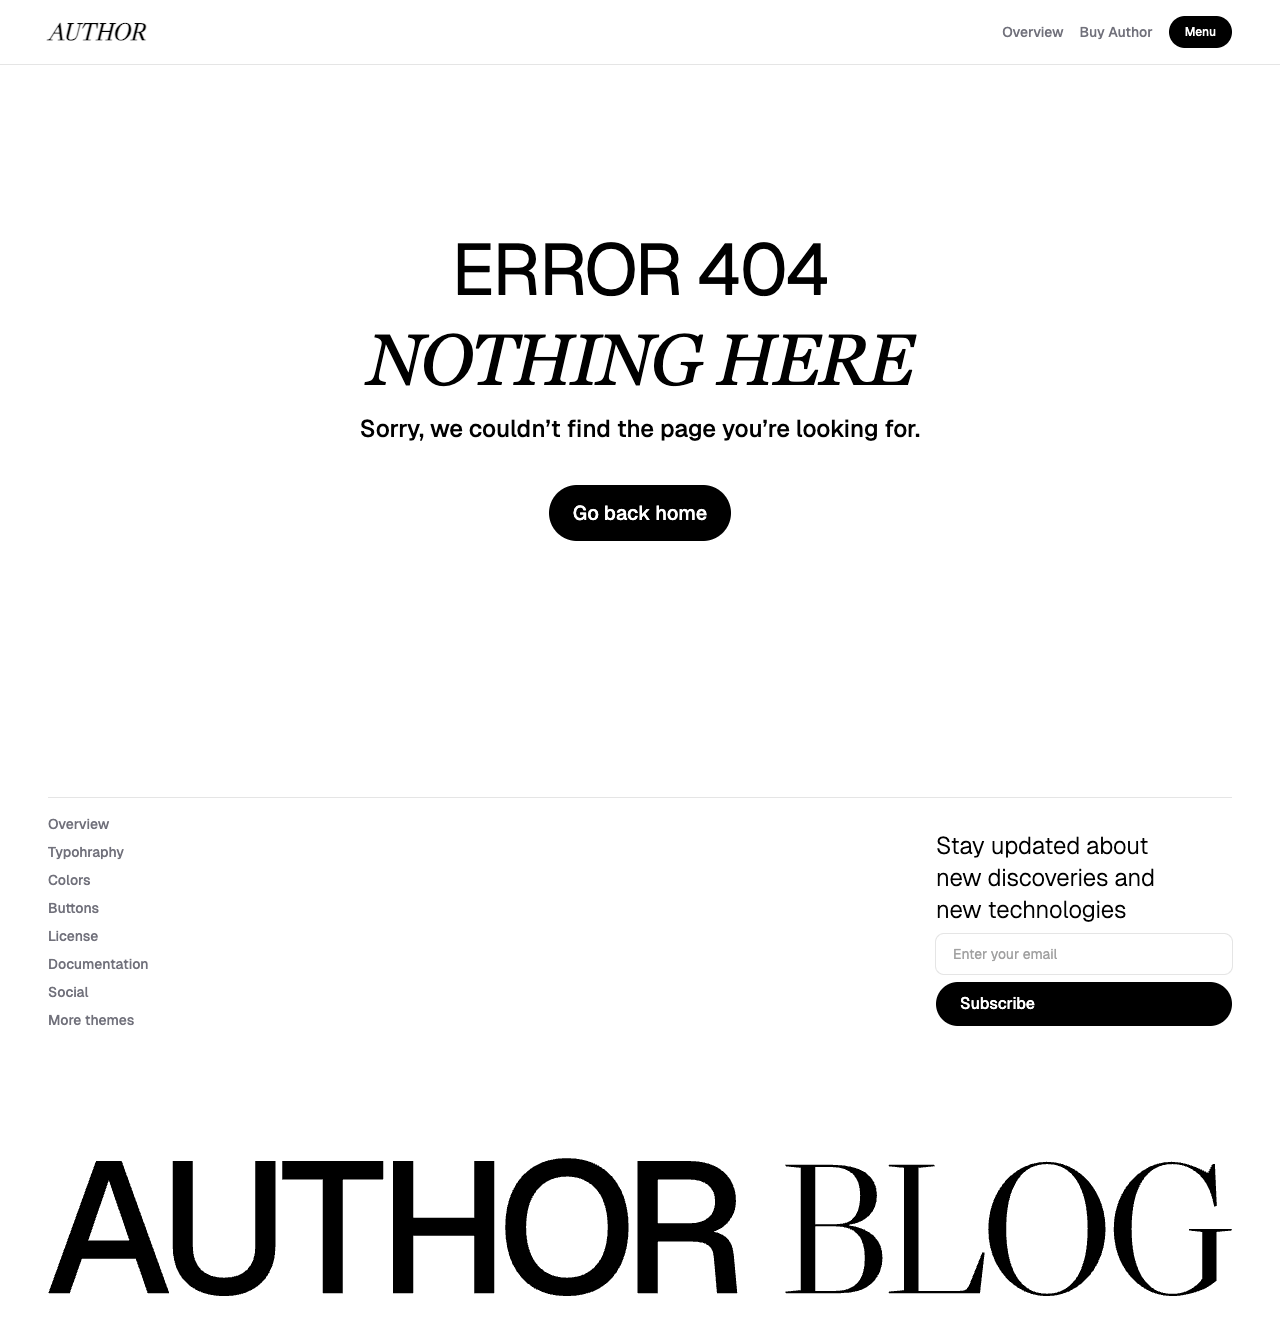 AUTHOR
Overview
Buy Author
Menu
ERROR 404
NOTHING HERE
Sorry, we couldn’t find the page you’re looking for.
Go back home
Overview
Typohraphy
Colors
Buttons
License
Documentation
Social
More themes
Stay updated about
new discoveries and
new technologies
Enter your email
Subscribe
AUTHOR BLOG